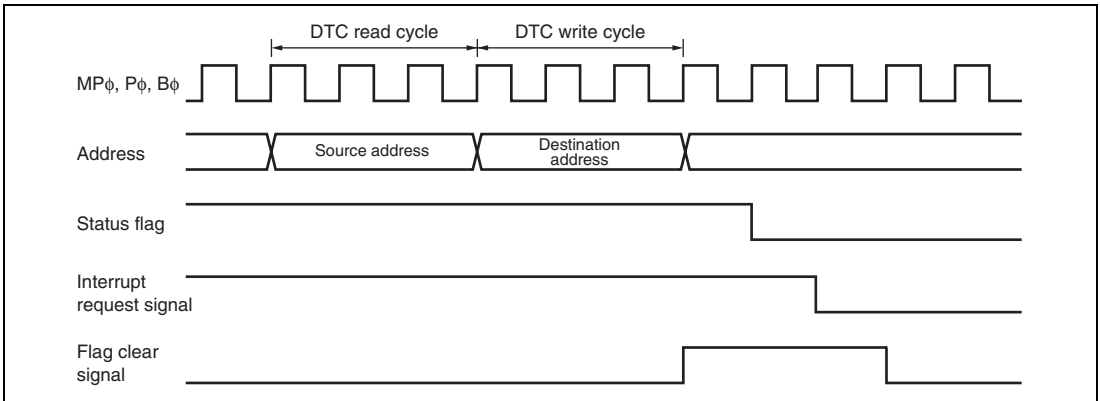 DTC read cycle DTC write cycle
MPϕ, Pϕ, Bϕ
Address
Source address
Destination
address
Status flag
Interrupt
request signal
Flag clear
signal